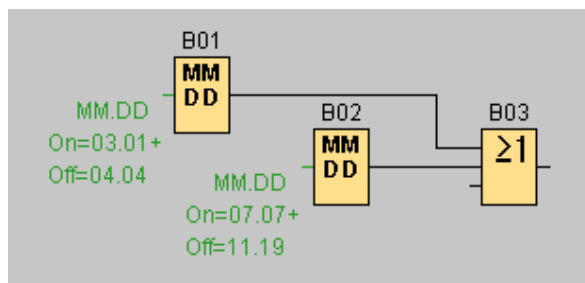 B01
MM
DD
MM.DD
On=03.01+
Off=04.04
B02
MM
DD
MM.DD
On=07.07+
Off=11.19
B03
≥1